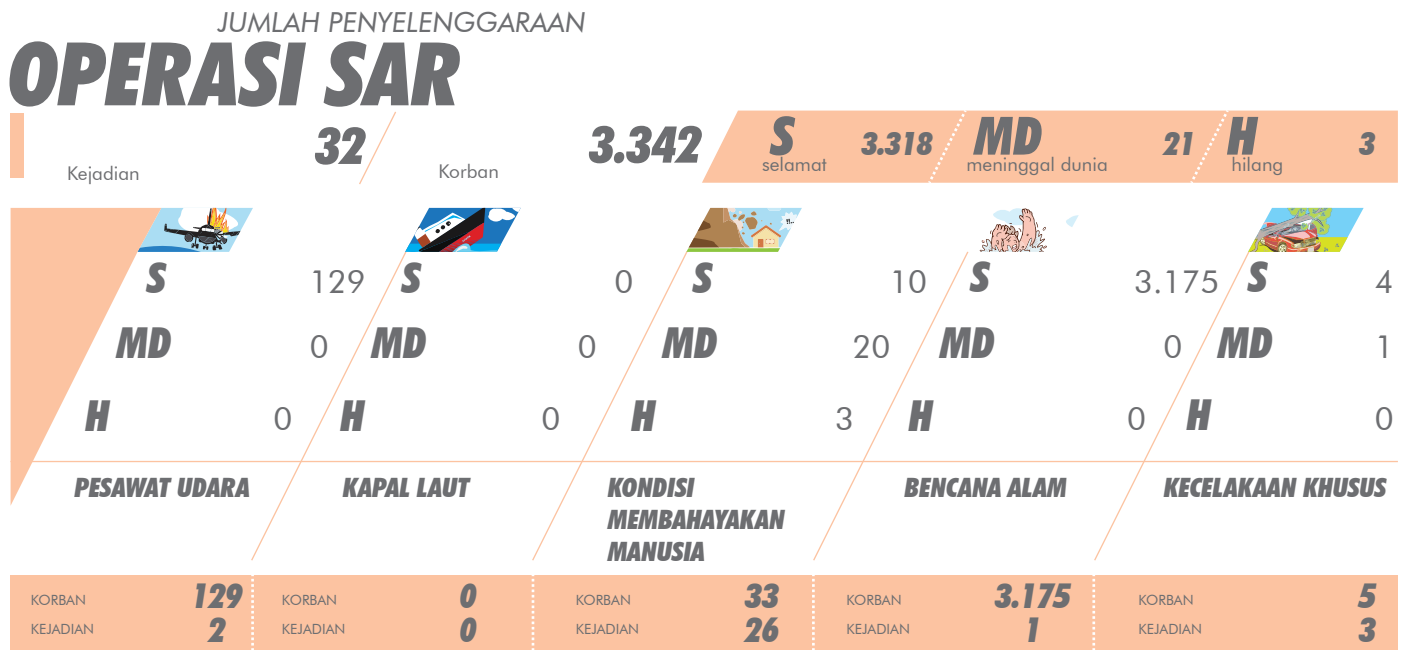 JUMLAH PENYELENGGARAAN
OPERASI SAR
Kejadian 32
Korban 3.342
S selamat 3.318
MD meninggal dunia 21
H hilang 3
!!..
S 129 S 0 S 10 S 3.175 S 4
MD 0 MD 0 MD 20 MD 0 MD 1
H 0 H 0 H 3 H 0 H 0
PESAWAT UDARA
KAPAL LAUT
KONDISI
MEMBAHAYAKAN
MANUSIA
BENCANA ALAM
KECELAKAAN KHUSUS
KORBAN 129 KORBAN 0 KORBAN 33 KORBAN 3.175 KORBAN 5
KEJADIAN 2 KEJADIAN 0 KEJADIAN 26 KEJADIAN 1 KEJADIAN 3